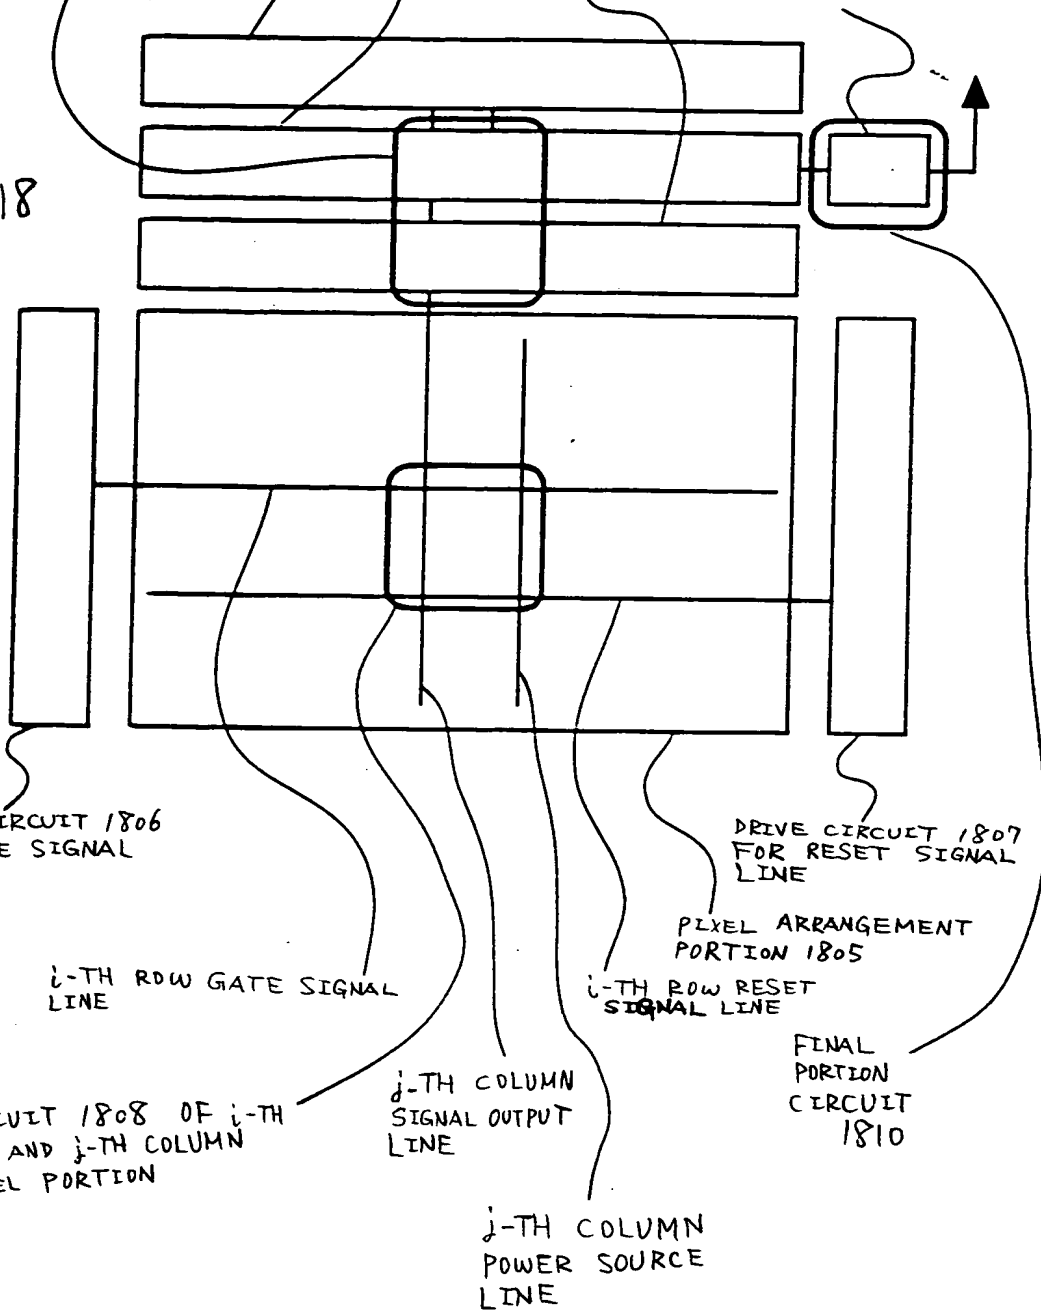 18
IRCUIT 1806
E SIGNAL
DRIVE CIRCUIT 1807
FOR RESET SIGNAL
LINE
PIXEL ARRANGEMENT
PORTION 1805
i-TH ROW GATE SIGNAL
LINE
i-TH ROW RESET
SIGNAL LINE
FINAL
PORTION
CIRCUIT
1810
j-TH COLUMN
SIGNAL OUTPUT
LINE
CUIT 1808 OF i-TH
AND j-TH COLUMN
EL PORTION
j-TH COLUMN
POWER SOURCE
LINE